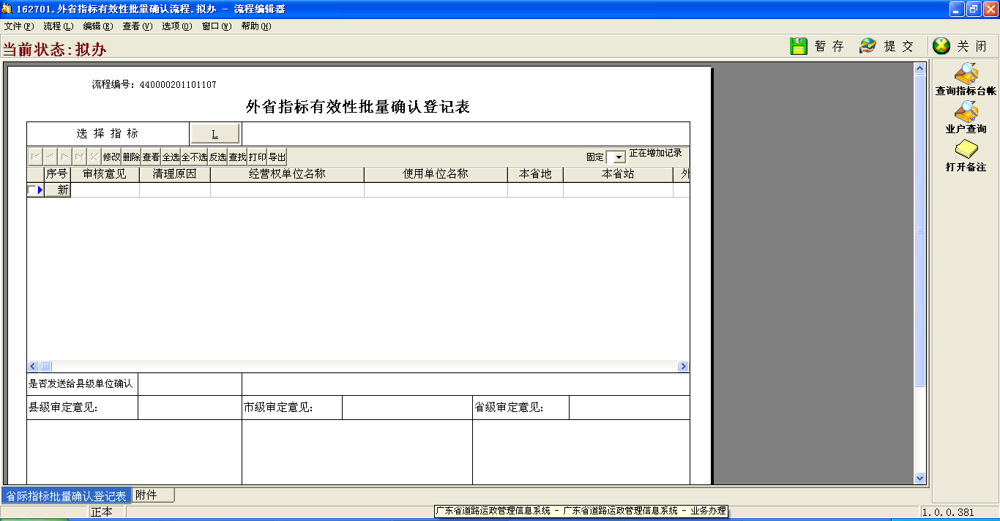 162701.外省指标有效性批量确认流程.拟办 - 流程编辑器
文件(F) 流程(L) 编辑(E) 查看(V) 选项(O) 窗口(W) 帮助(H)
当前状态:拟办 暂存 提交 关闭
查询指标台帐
业户查询
打开备注
流程编号: 440000201101107
外省指标有效性批量确认登记表
选择指标 L
修改 删除 查看 全选 全不选 反选 查找 打印 导出 固定 正在增加记录
序号 审核意见 清理原因 经营权单位名称 使用单位名称 本省地 本省站 外
新
是否发送给县级单位确认
县级审定意见: 市级审定意见: 省级审定意见:
省际指标批量确认登记表 附件
正本 广东省道路运政管理信息系统 - 广东省道路运政管理信息系统 - 业务办理 1.0.0.381